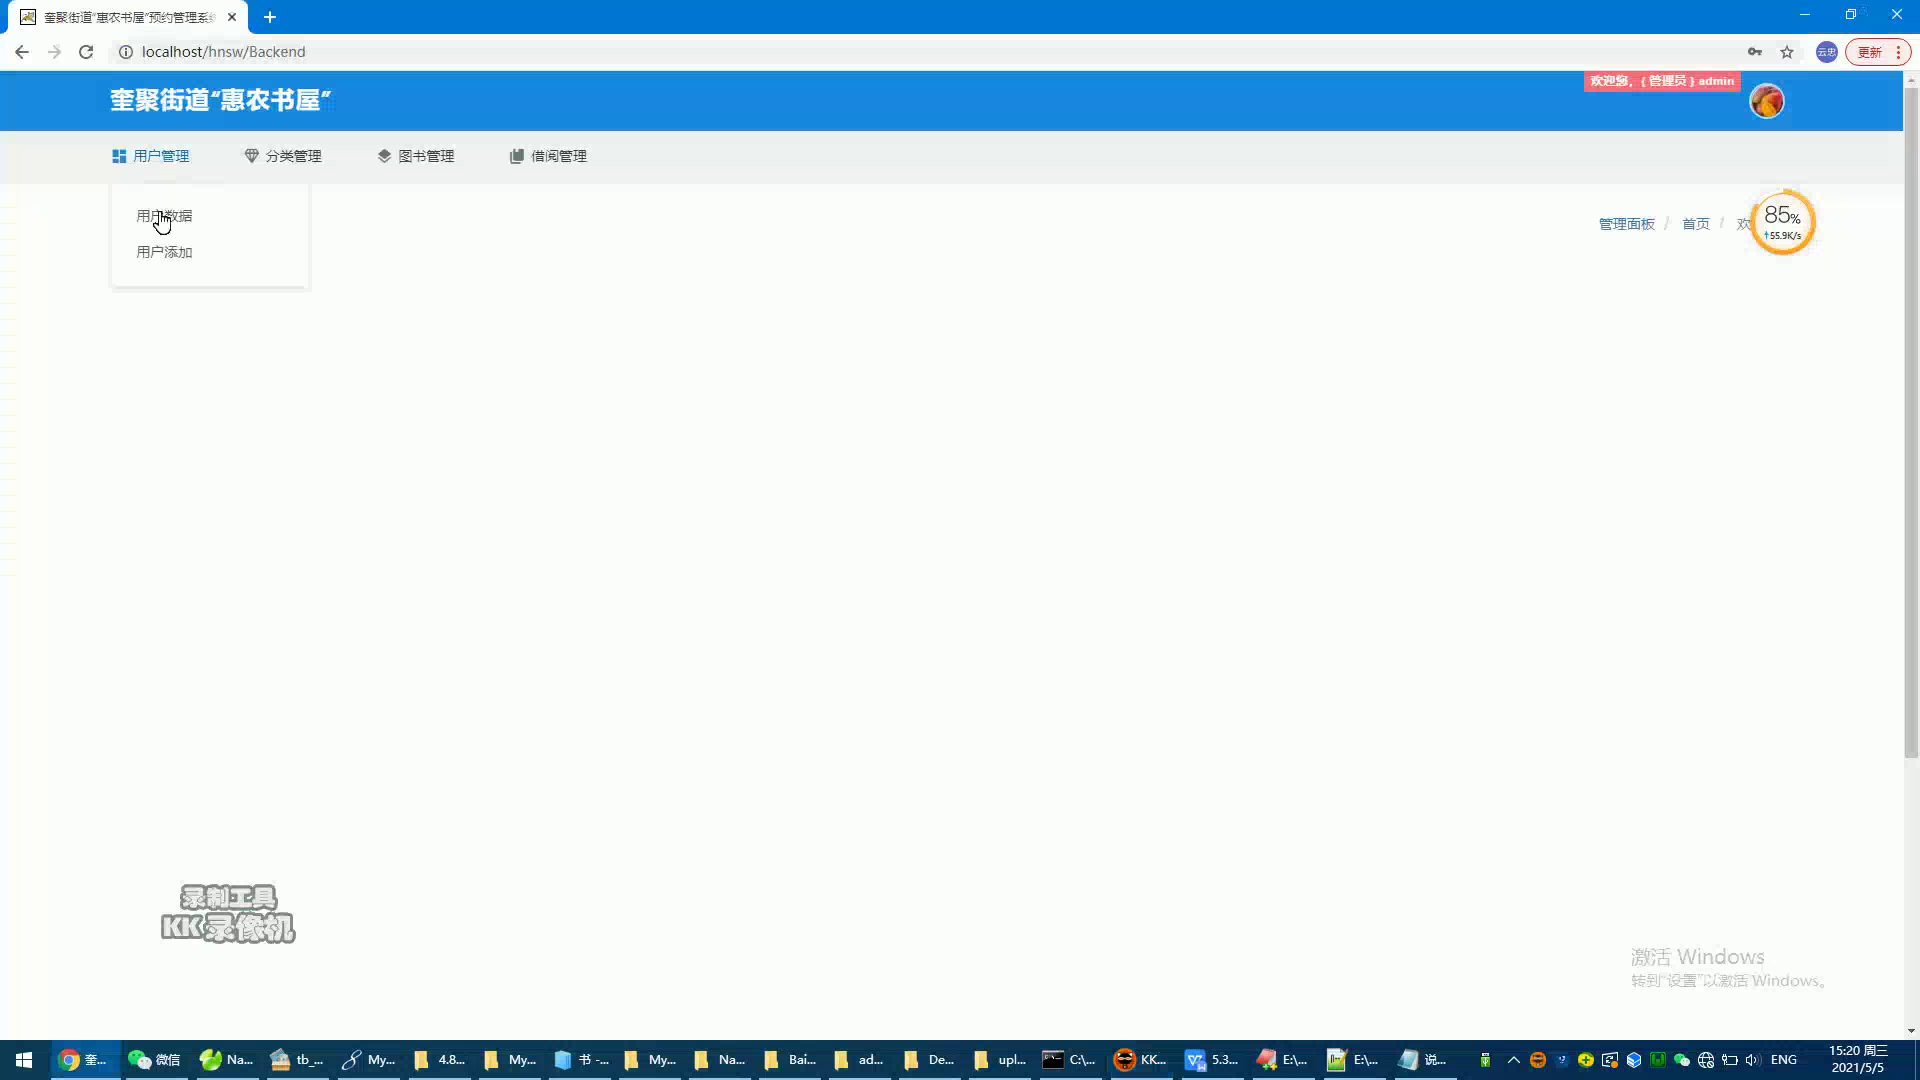 奎聚街道“惠农书屋”预约管理系统
localhost/hnsw/Backend
更新
云忠
欢迎您,{ 管理员 } admin
奎聚街道“惠农书屋”
用户管理
分类管理
图书管理
借阅管理
用户数据
用户添加
管理面板 / 首页 / 欢
85%
↑55.9K/s
录制工具
KK录像机
激活 Windows
转到“设置”以激活 Windows。
奎...
微信
Na...
tb_...
My...
4.8...
My...
书 -...
My...
Na...
Bai...
ad...
De...
upl...
C:\...
KK...
5.3...
E:\...
E:\...
说...
ENG
15:20 周三
2021/5/5